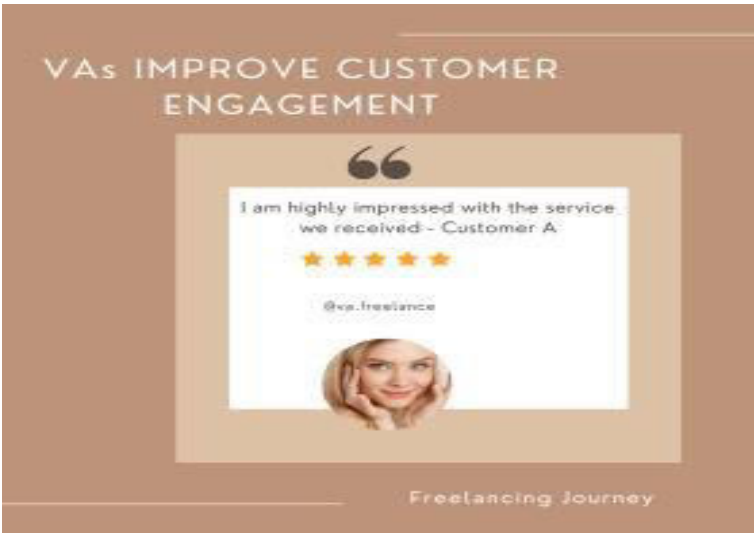 VAs IMPROVE CUSTOMER
ENGAGEMENT
I am highly impressed with the service
we received - Customer A
@va.freelance
Freelancing Journey